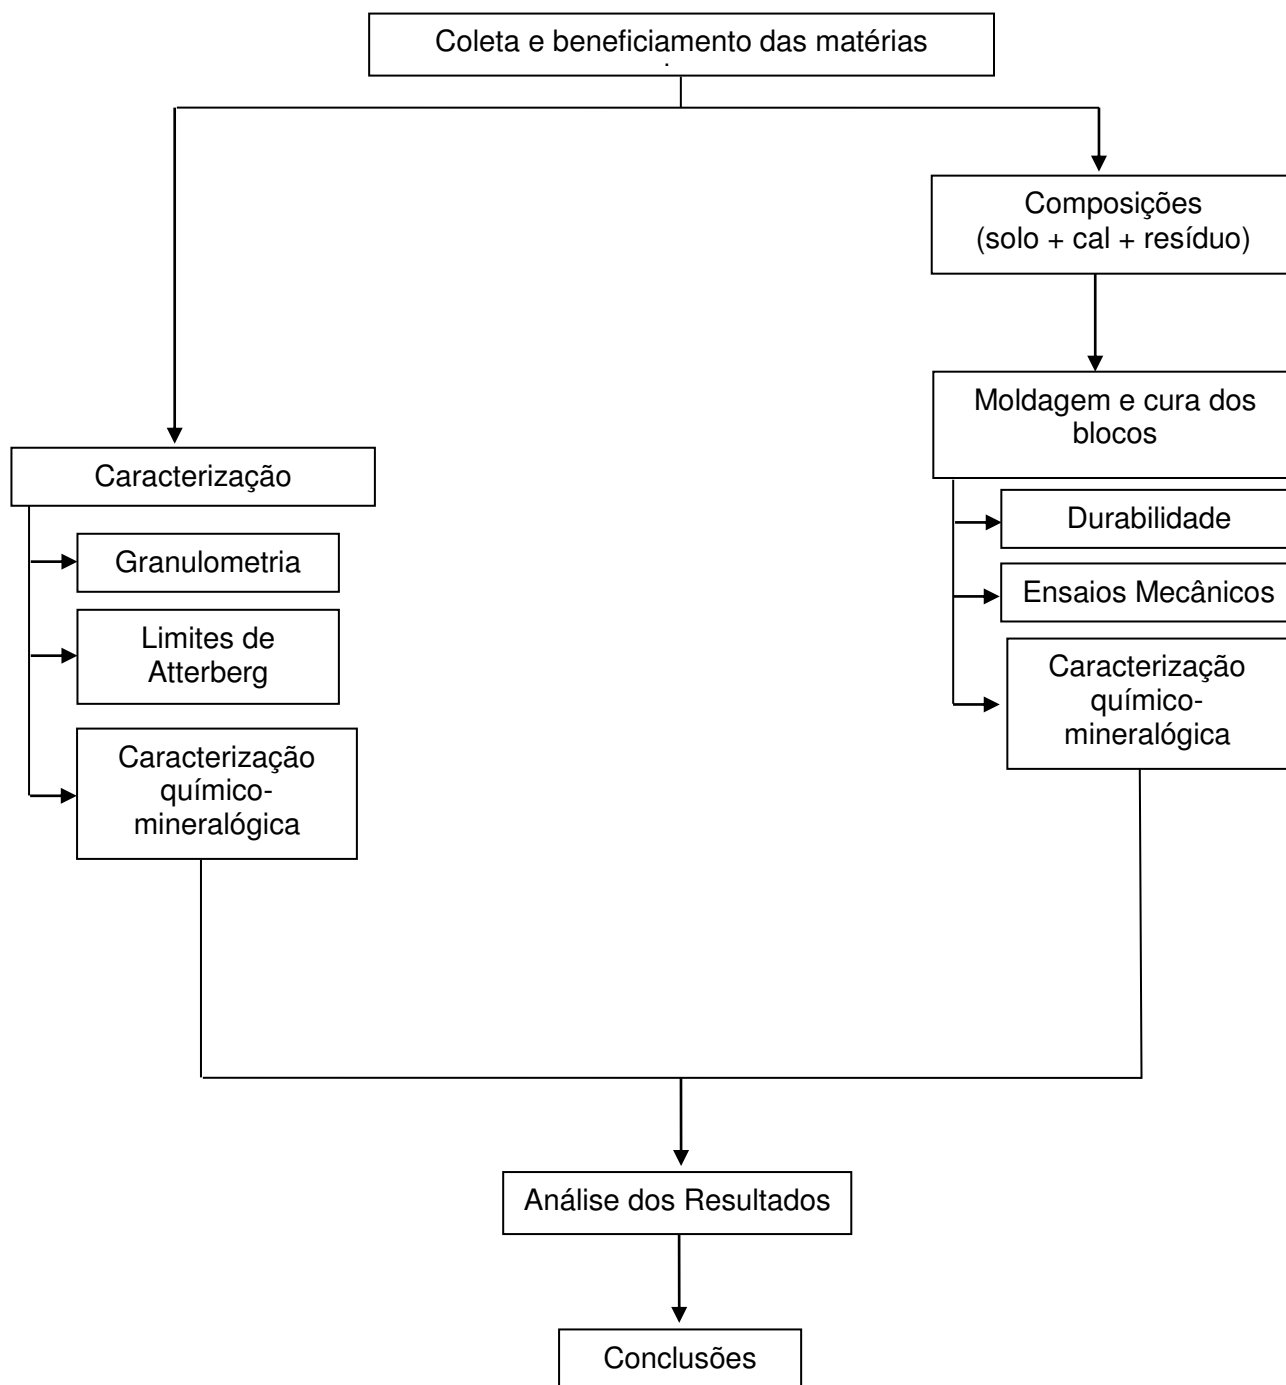 Coleta e beneficiamento das matérias
Composições
(solo + cal + resíduo)
Moldagem e cura dos
blocos
Caracterização
Durabilidade
Granulometria
Ensaios Mecânicos
Limites de
Atterberg
Caracterização
químico-
mineralógica
Caracterização
químico-
mineralógica
Análise dos Resultados
Conclusões